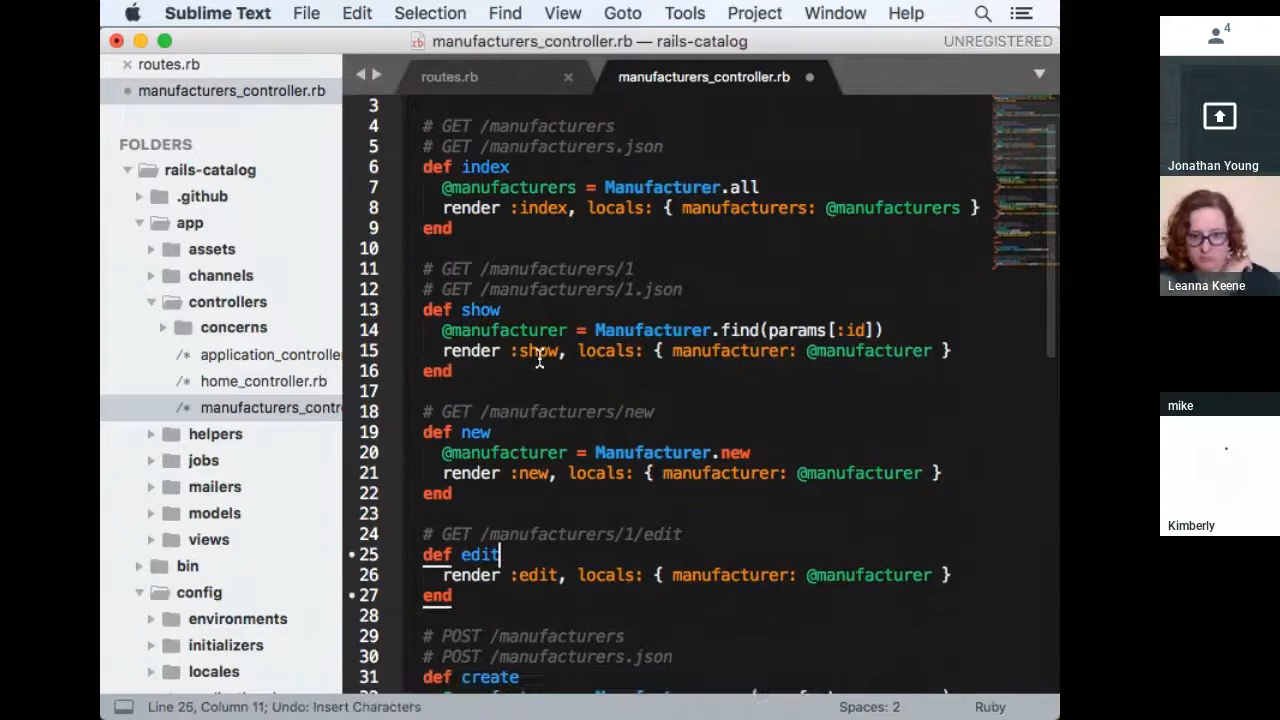 Sublime Text File Edit Selection Find View Goto Tools Project Window Help
manufacturers_controller.rb — rails-catalog UNREGISTERED
routes.rb
manufacturers_controller.rb
FOLDERS
rails-catalog
.github
app
assets
channels
controllers
concerns
application_controlle
home_controller.rb
manufacturers_contr
helpers
jobs
mailers
models
views
bin
config
environments
initializers
locales
routes.rb manufacturers_controller.rb
3
4 # GET /manufacturers
5 # GET /manufacturers.json
6 def index
7 @manufacturers = Manufacturer.all
8 render :index, locals: { manufacturers: @manufacturers }
9 end
10
11 # GET /manufacturers/1
12 # GET /manufacturers/1.json
13 def show
14 @manufacturer = Manufacturer.find(params[:id])
15 render :show, locals: { manufacturer: @manufacturer }
16 end
17
18 # GET /manufacturers/new
19 def new
20 @manufacturer = Manufacturer.new
21 render :new, locals: { manufacturer: @manufacturer }
22 end
23
24 # GET /manufacturers/1/edit
25 def edit
26 render :edit, locals: { manufacturer: @manufacturer }
27 end
28
29 # POST /manufacturers
30 # POST /manufacturers.json
31 def create
Line 26, Column 11; Undo: Insert Characters Spaces: 2 Ruby
4
Jonathan Young
Leanna Keene
mike
Kimberly